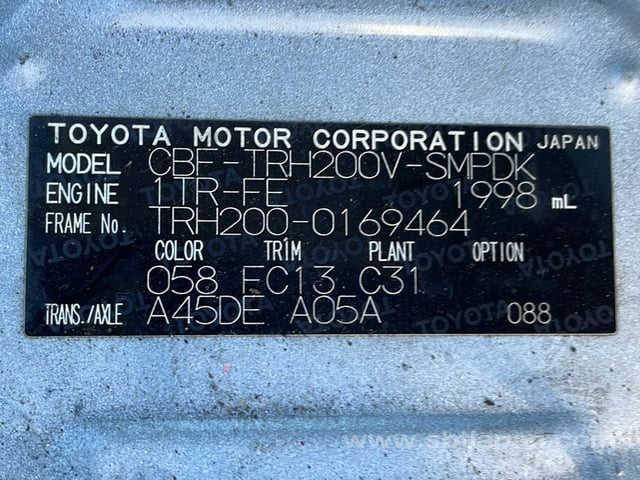 TOYOTA MOTOR CORPORATION JAPAN
MODEL CBF-TRH200V-SMPDK
ENGINE 1TR-FE 1998 mL
FRAME No. TRH200-0169464
COLOR TRIM PLANT OPTION
058 FC13 C31
TRANS./AXLE A45DE A05A 088